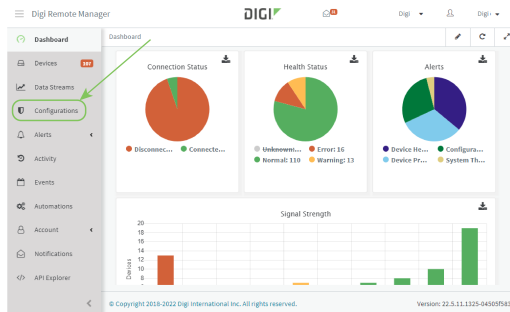 Digi Remote Manager
DIGI
Digi
Digi
Dashboard
Dashboard
Devices
Data Streams
Configurations
Alerts
Activity
Events
Automations
Account
Notifications
API Explorer
Connection Status
Disconnec...
Connecte...
Health Status
Unknown:...
Error: 16
Normal: 110
Warning: 13
Alerts
Device He...
Configura...
Device Pr...
System Th...
Signal Strength
Devices
20
18
16
14
12
10
8
6
© Copyright 2016-2022 Digi International Inc. All rights reserved.
Version: 22.5.11.1325-04505f583